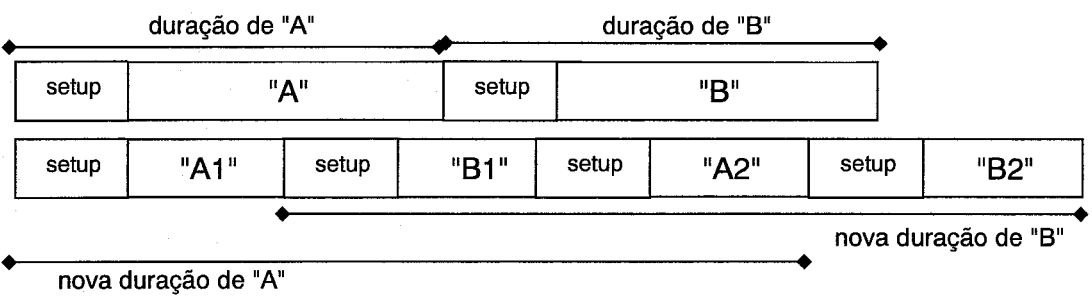 duração de "A" duração de "B"
setup "A" setup "B"
setup "A1" setup "B1" setup "A2" setup "B2"
nova duração de "B"
nova duração de "A"